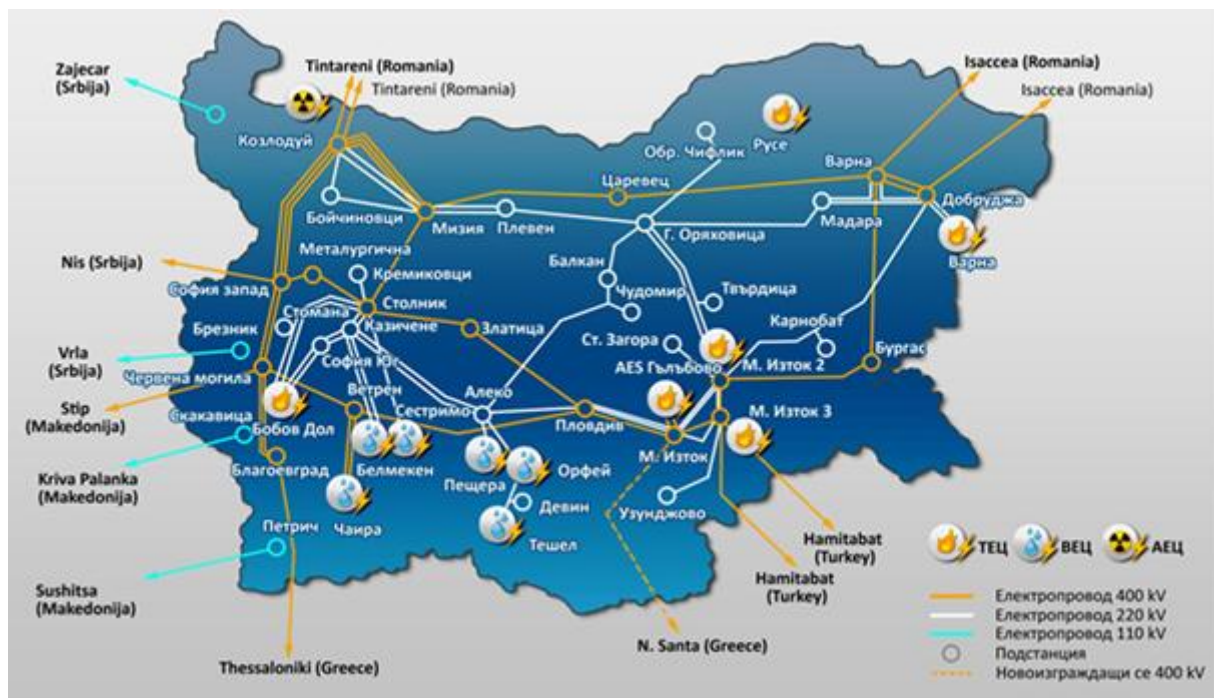 Zajecar
(Srbija)
Tintareni (Romania)
Tintareni (Romania)
Isaccea (Romania)
Isaccea (Romania)
Козлодуй
Обр. Чифлик
Русе
Варна
Царевец
Добруджа
Бойчиновци
Мизия
Плевен
Г. Оряховица
Мадара
Варна
Металургична
Nis (Srbija)
София запад
Кремиковци
Балкан
Столник
Чудомир
Твърдица
Стомана
Казичене
Златица
Карнобат
Брезник
Ст. Загора
Бургас
Vrla
(Srbija)
София Юг
AES Гълъбово
М. Изток 2
Червена могила
Ветрен
Алеко
Stip
(Makedonija)
Скакавица
Сестримо
М. Изток 3
Бобов Дол
Пловдив
М. Изток
Благоевград
Белмекен
Пещера
Орфей
Kriva Palanka
(Makedonija)
Девин
Узунджово
Петрич
Чаира
Тешел
Hamitabat
(Turkey)
Hamitabat
(Turkey)
Sushitsa
(Makedonija)
N. Santa (Greece)
Thessaloniki (Greece)
ТЕЦ
ВЕЦ
АЕЦ
Електропровод 400 kV
Електропровод 220 kV
Електропровод 110 kV
Подстанция
Новоизграждащи се 400 kV